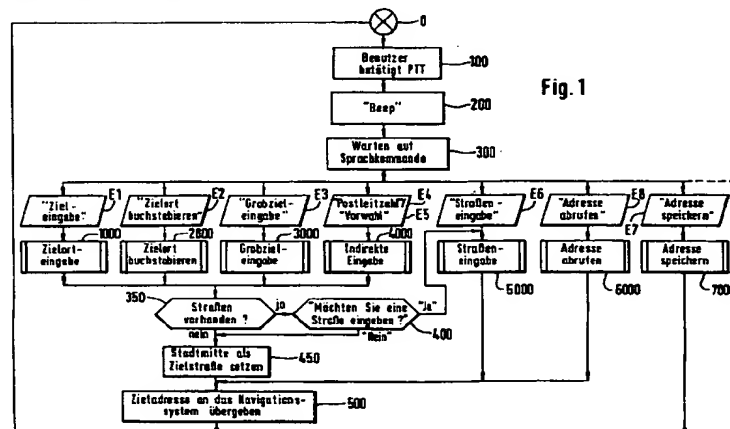 0
Benutzer
betätigt PTT
100
Fig. 1
"Beep"
200
Warten auf
Sprachkommando
300
"Ziel-
eingabe"
E1
"Zielort
buchstabieren"
E2
"Grobziel-
eingabe"
E3
"Postleitzahl"/
"Vorwahl"
E4
E5
"Straßen-
eingabe"
E6
"Adresse
abrufen"
E8
E7
"Adresse
speichern"
Zielort-
eingabe
1000
Zielort
buchstabieren
2000
Grobziel-
eingabe
3000
Indirekte
Eingabe
4000
Straßen-
eingabe
5000
Adresse
abrufen
6000
Adresse
speichern
700
350
Straßen
vorhanden ?
ja
nein
"Möchten Sie eine
Straße eingeben ?"
"Ja"
"Nein"
400
Stadtmitte als
Zielstraße setzen
450
Zieladresse an das Navigations-
system übergeben
500